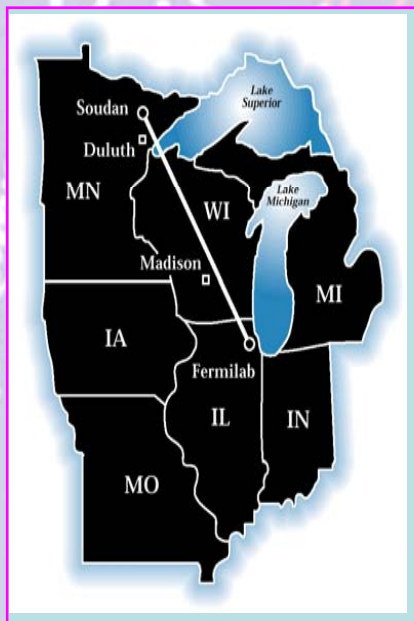 Lake
Superior
Soudan
Duluth
Lake
Michigan
MN
WI
Madison
MI
IA
Fermilab
IL
IN
MO